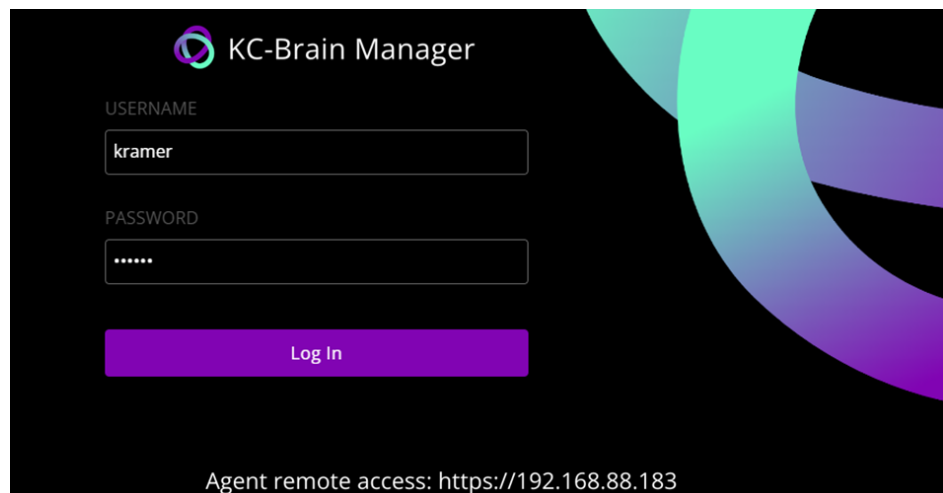 KC-Brain Manager
USERNAME
kramer
PASSWORD
••••••
Log In
Agent remote access: https://192.168.88.183